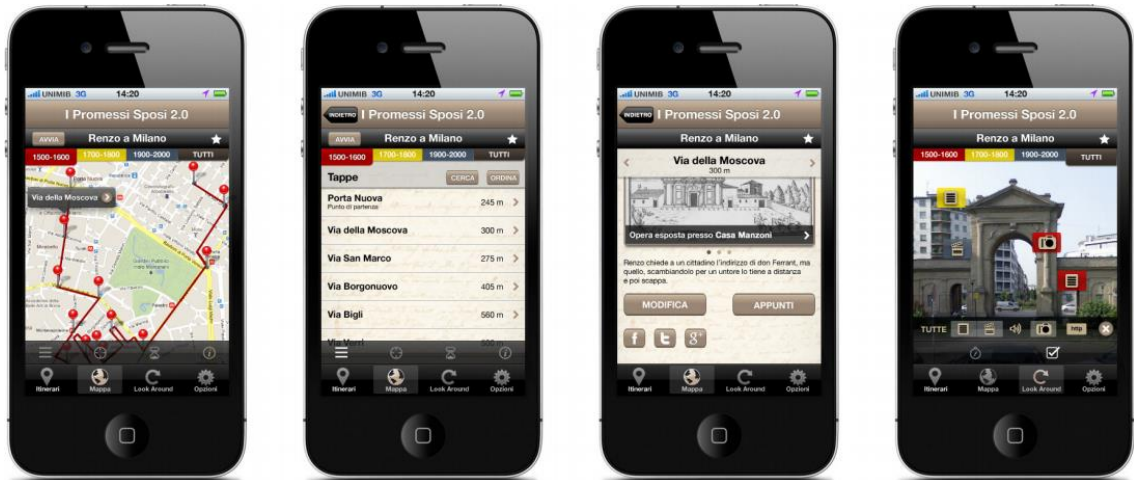 UNIMIB 3G 14:20
I Promessi Sposi 2.0
AVVIA Renzo a Milano
1500-1600 1700-1800 1900-2000 TUTTI
Via della Moscova
Itinerari Mappa Look Around Opzioni
UNIMIB 3G 14:20
INDIETRO I Promessi Sposi 2.0
AVVIA Renzo a Milano
1500-1600 1700-1800 1900-2000 TUTTI
Tappe CERCA ORDINA
Porta Nuova 245 m
Punto di partenza
Via della Moscova 300 m
Via San Marco 275 m
Via Borgonuovo 405 m
Via Bigli 560 m
Via Verri
Itinerari Mappa Look Around Opzioni
UNIMIB 3G 14:20
INDIETRO I Promessi Sposi 2.0
Renzo a Milano
Via della Moscova
300 m
Opera esposta presso Casa Manzoni
Renzo chiede a un cittadino l'indirizzo di don Ferrant, ma
quello, scambiandolo per un untore lo tiene a distanza
e poi scappa.
MODIFICA APPUNTI
Itinerari Mappa Look Around Opzioni
UNIMIB 3G 14:20
I Promessi Sposi 2.0
Renzo a Milano
1500-1600 1700-1800 1900-2000 TUTTI
TUTTE http
Itinerari Mappa Look Around Opzioni